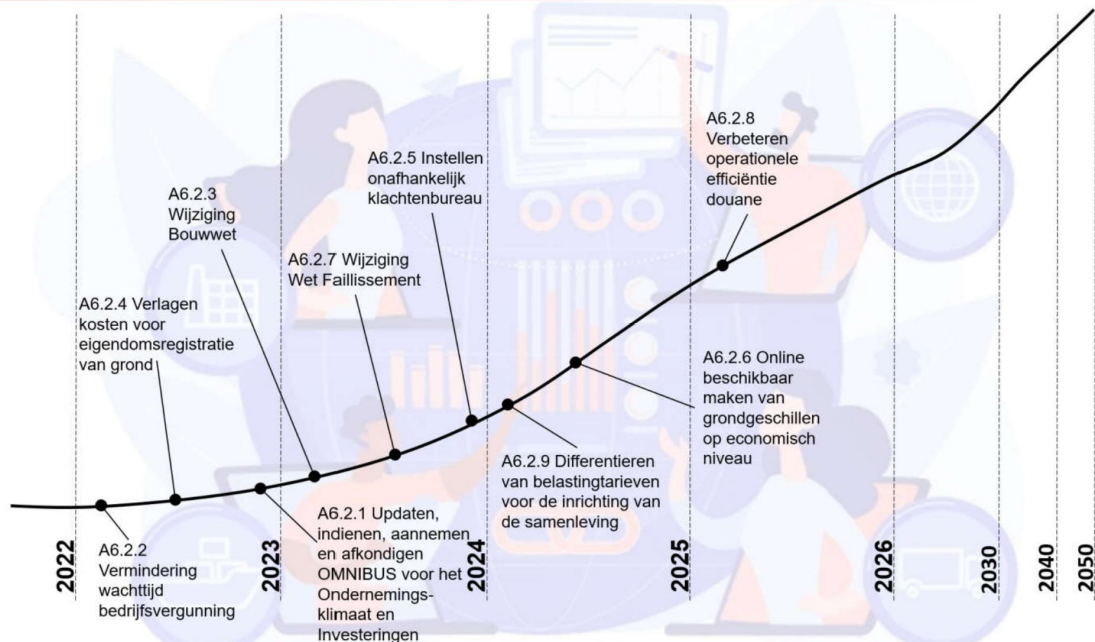 A6.2.8
Verbeteren
operationele
efficiëntie
douane
A6.2.5 Instellen
onafhankelijk
klachtenbureau
A6.2.3
Wijziging
Bouwwet
A6.2.7 Wijziging
Wet Faillissement
A6.2.4 Verlagen
kosten voor
eigendomsregistratie
van grond
A6.2.6 Online
beschikbaar
maken van
grondgeschillen
op economisch
niveau
A6.2.9 Differentieren
van belastingtarieven
voor de inrichting van
de samenleving
A6.2.1 Updaten,
indienen, aannemen
en afkondigen
OMNIBUS voor het
Ondernemings-
klimaat en
Investeringen
A6.2.2
Vermindering
wachttijd
bedrijfsvergunning
2022
2023
2024
2025
2026
2030
2040
2050